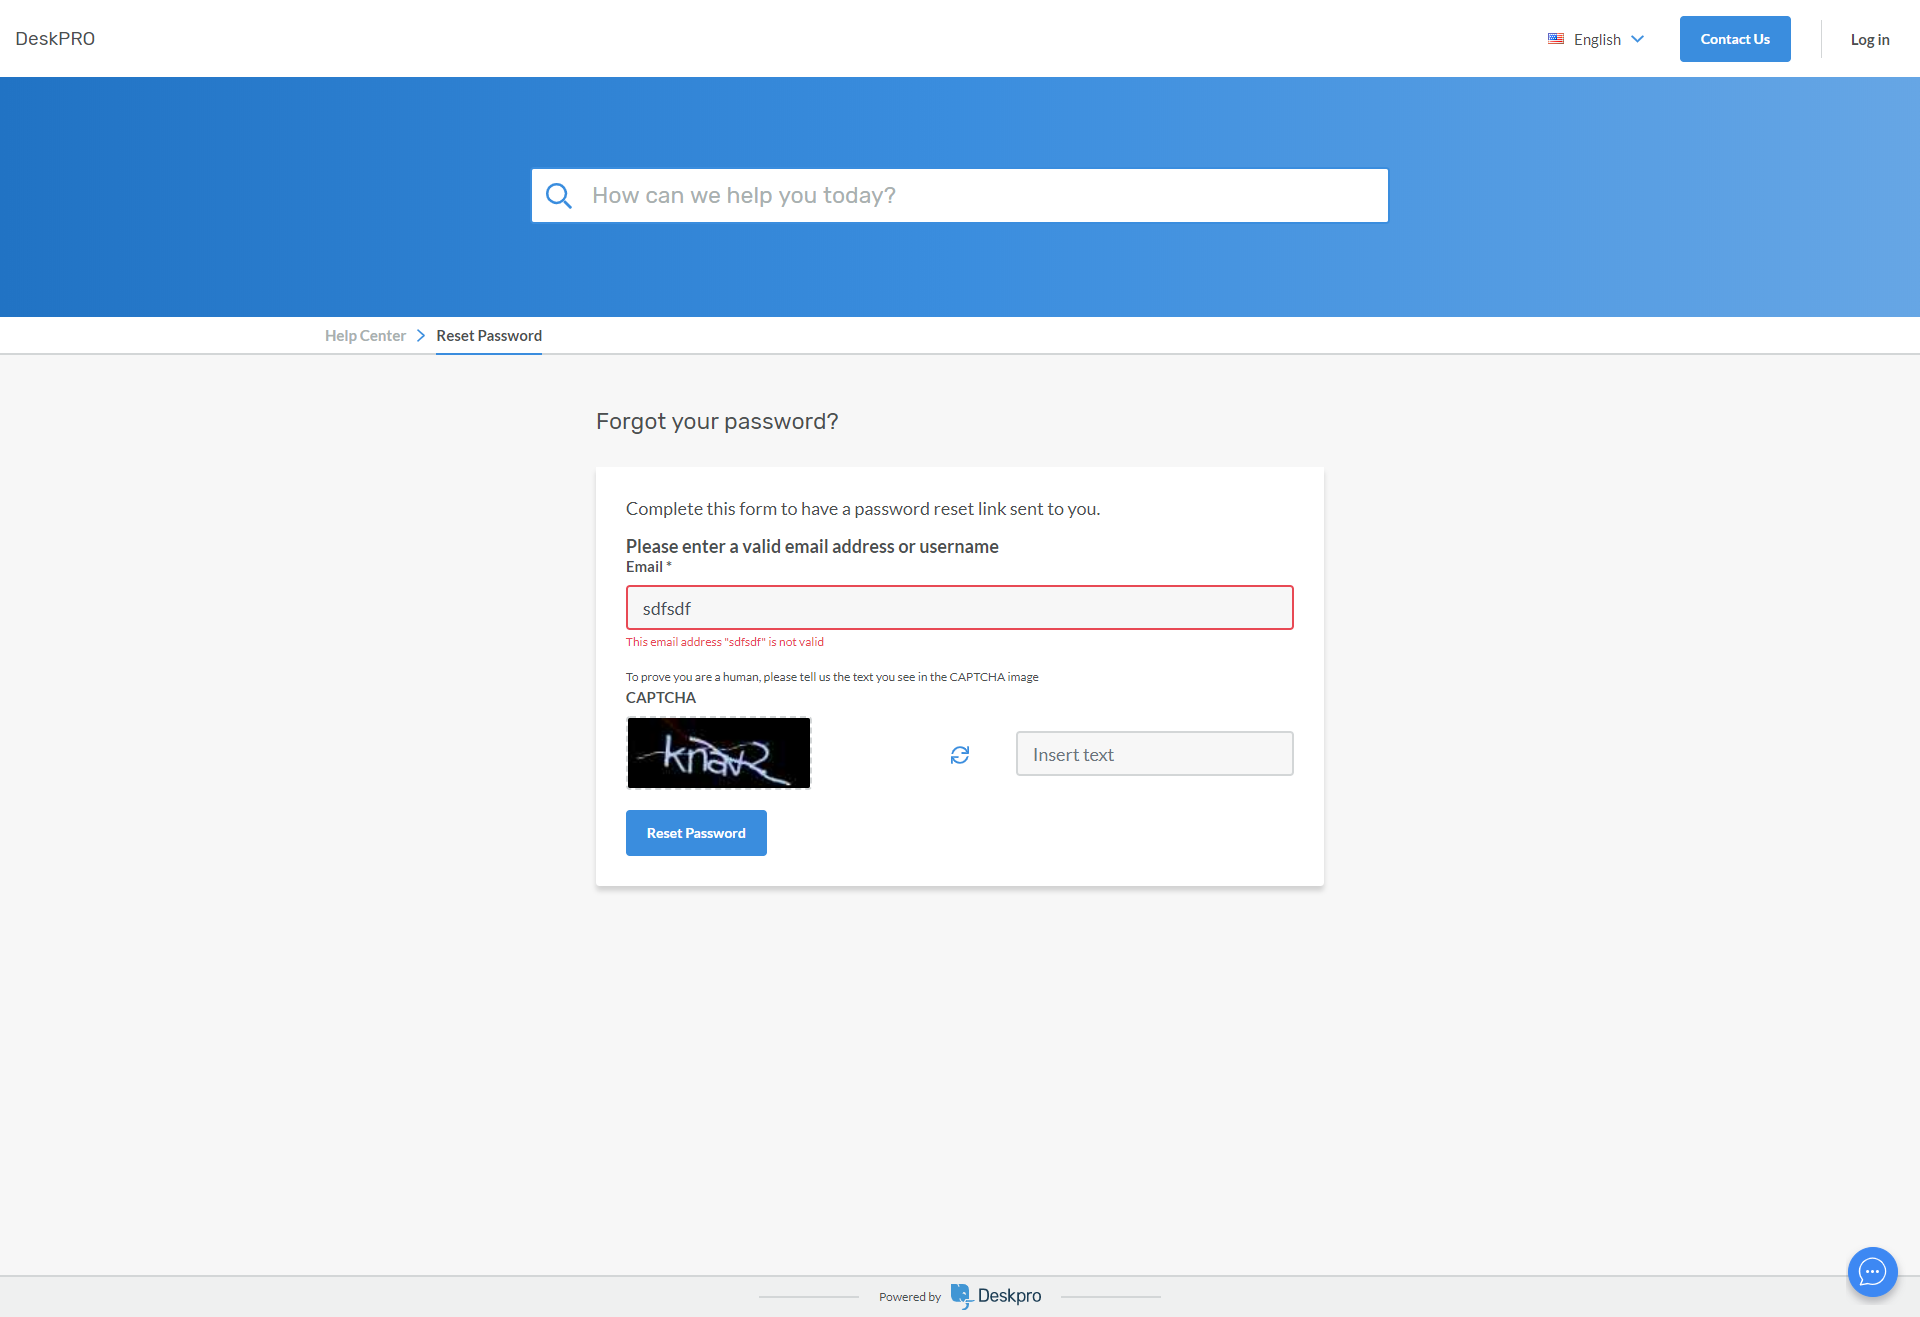 DeskPRO
English
Contact Us
Log in
How can we help you today?
Help Center
Reset Password
Forgot your password?
Complete this form to have a password reset link sent to you.
Please enter a valid email address or username
Email *
sdfsdf
This email address "sdfsdf" is not valid
To prove you are a human, please tell us the text you see in the CAPTCHA image
CAPTCHA
Insert text
Reset Password
Powered by
Deskpro